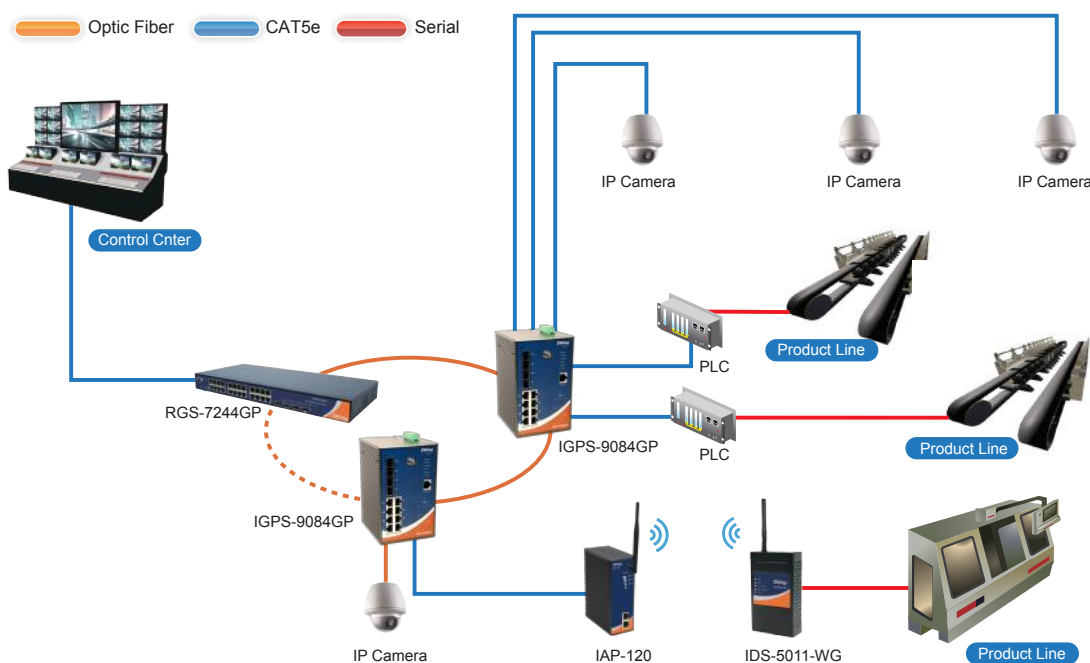 Optic Fiber
CAT5e
Serial
IP Camera
IP Camera
IP Camera
Control Cnter
PLC
Product Line
RGS-7244GP
IGPS-9084GP
PLC
Product Line
IGPS-9084GP
IP Camera
IAP-120
IDS-5011-WG
Product Line